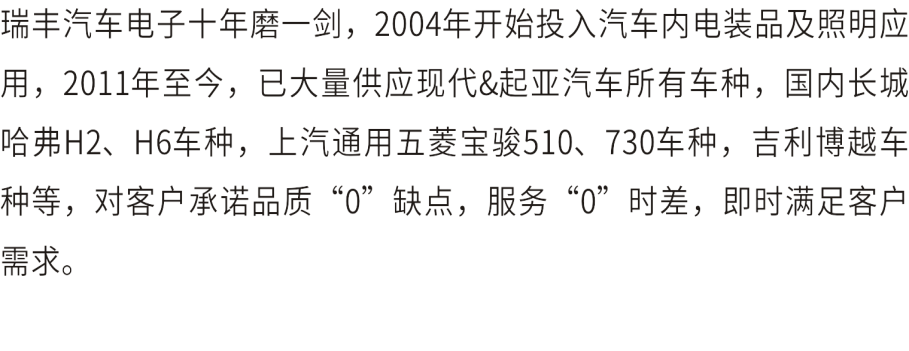 瑞丰汽车电子十年磨一剑，2004年开始投入汽车内电装品及照明应
用，2011年至今，已大量供应现代&起亚汽车所有车种，国内长城
哈弗H2、H6车种，上汽通用五菱宝骏510、730车种，吉利博越车
种等，对客户承诺品质“0”缺点，服务“0”时差，即时满足客户
需求。